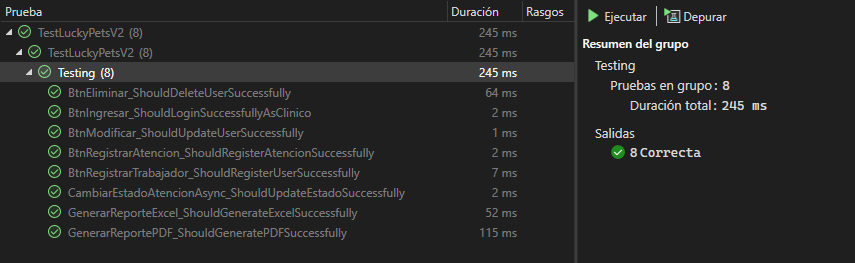 Prueba Duración Rasgos
TestLuckyPetsV2 (8) 245 ms
TestLuckyPetsV2 (8) 245 ms
Testing (8) 245 ms
BtnEliminar_ShouldDeleteUserSuccessfully 64 ms
BtnIngresar_ShouldLoginSuccessfullyAsClinico 2 ms
BtnModificar_ShouldUpdateUserSuccessfully 1 ms
BtnRegistrarAtencion_ShouldRegisterAtencionSuccessfully 2 ms
BtnRegistrarTrabajador_ShouldRegisterUserSuccessfully 7 ms
CambiarEstadoAtencionAsync_ShouldUpdateEstadoSuccessfully 2 ms
GenerarReporteExcel_ShouldGenerateExcelSuccessfully 52 ms
GenerarReportePDF_ShouldGeneratePDFSuccessfully 115 ms
Ejecutar Depurar
Resumen del grupo
Testing
Pruebas en grupo: 8
Duración total: 245 ms
Salidas
8 Correcta